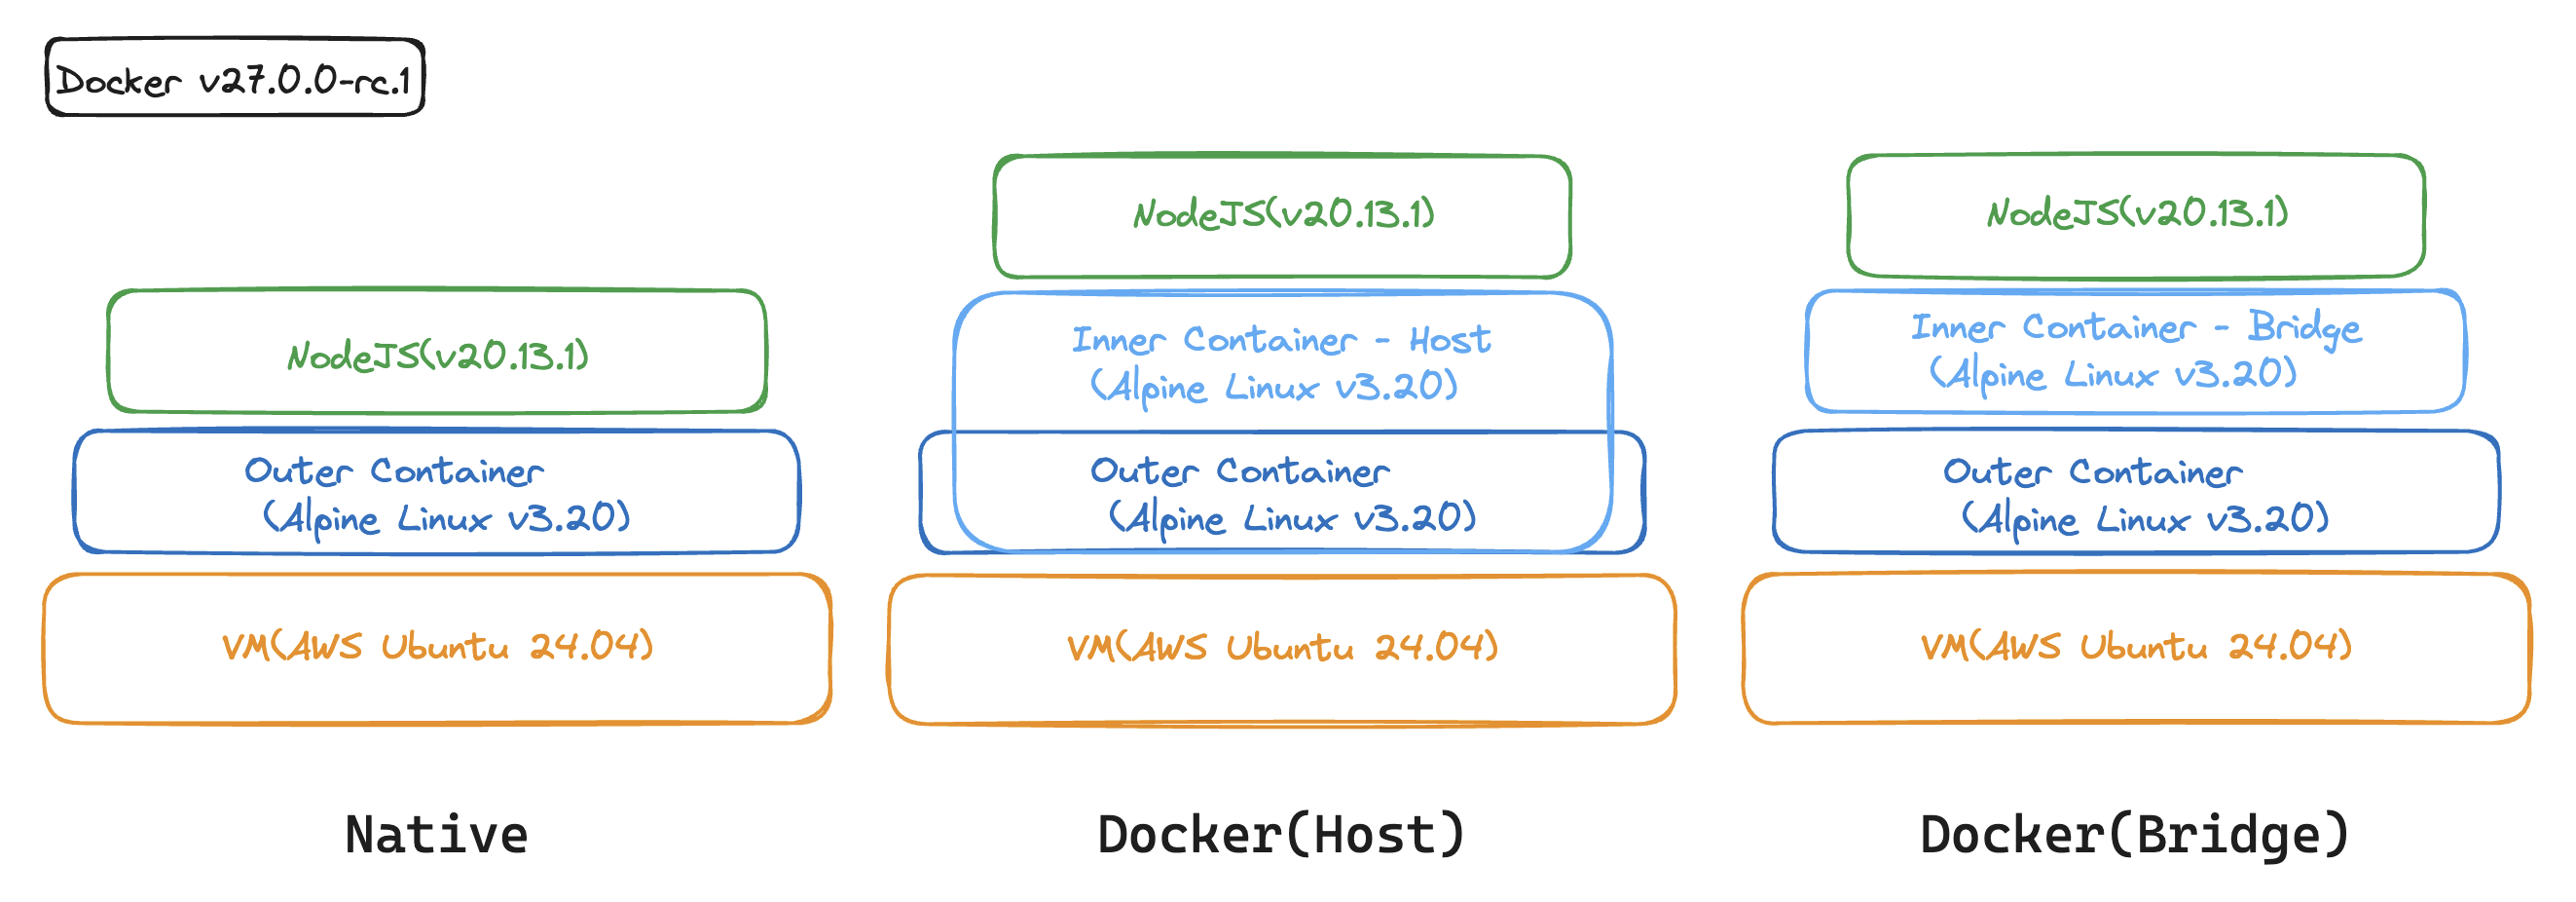 Docker v27.0.0-rc.1
NodeJS(v20.13.1)
Outer Container
(Alpine Linux v3.20)
VM(AWS Ubuntu 24.04)
Native
NodeJS(v20.13.1)
Inner Container - Host
(Alpine Linux v3.20)
Outer Container
(Alpine Linux v3.20)
VM(AWS Ubuntu 24.04)
Docker(Host)
NodeJS(v20.13.1)
Inner Container - Bridge
(Alpine Linux v3.20)
Outer Container
(Alpine Linux v3.20)
VM(AWS Ubuntu 24.04)
Docker(Bridge)